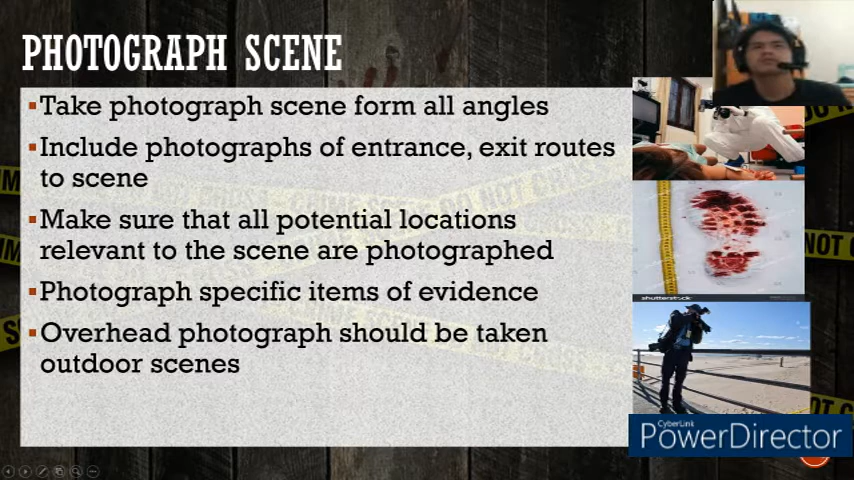 PHOTOGRAPH SCENE
Take photograph scene form all angles
Include photographs of entrance, exit routes
to scene
Make sure that all potential locations
relevant to the scene are photographed
Photograph specific items of evidence
Overhead photograph should be taken
outdoor scenes
shutterstock
CyberLink
PowerDirector